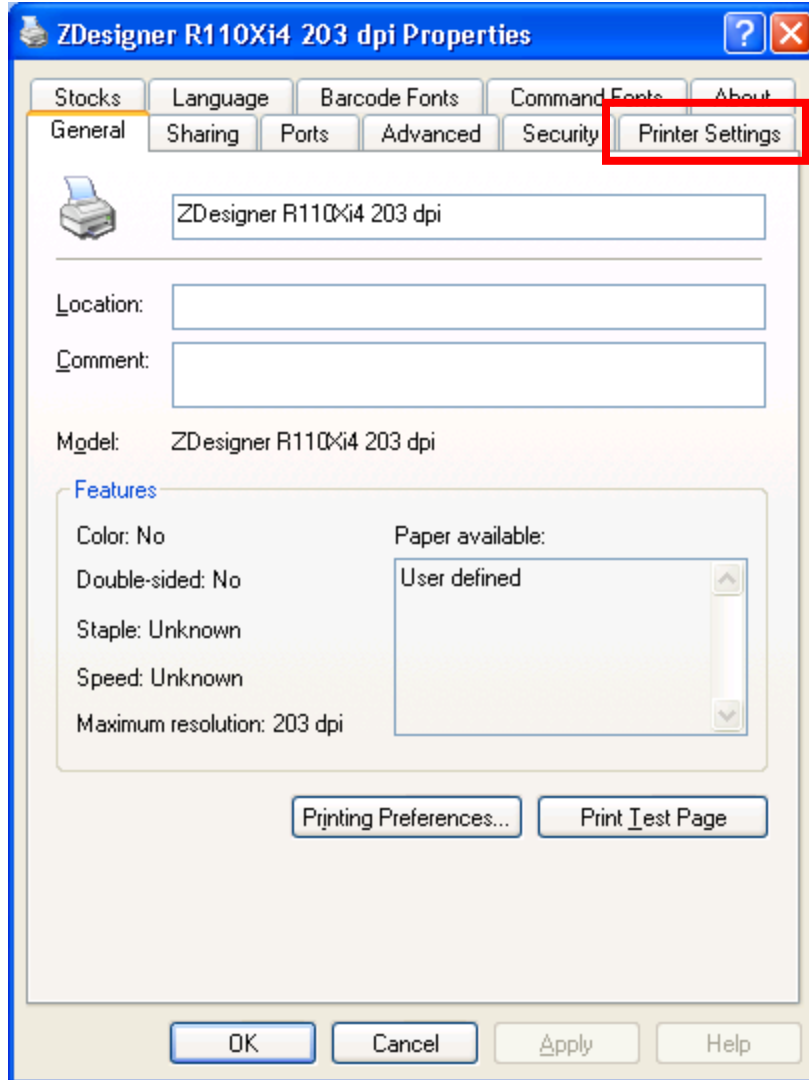 ZDesigner R110Xi4 203 dpi Properties
Stocks Language Barcode Fonts Command Fonts About
General Sharing Ports Advanced Security Printer Settings
ZDesigner R110Xi4 203 dpi
Location:
Comment:
Model: ZDesigner R110Xi4 203 dpi
Features
Color: No Paper available:
Double-sided: No User defined
Staple: Unknown
Speed: Unknown
Maximum resolution: 203 dpi
Printing Preferences... Print Test Page
OK Cancel Apply Help